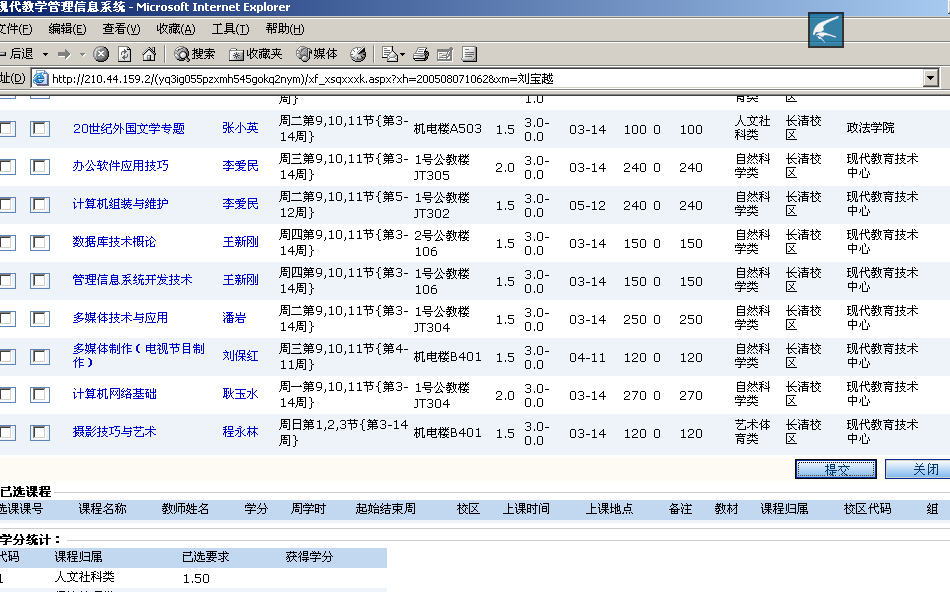 现代教学管理信息系统 - Microsoft Internet Explorer
文件(F) 编辑(E) 查看(V) 收藏(A) 工具(T) 帮助(H)
后退 搜索 收藏夹 媒体
址(D) http://210.44.159.2/(yq3ig055pzxmh545gokq2nym)/xf_xsqxxxk.aspx?xh=200508071062&xm=刘宝越
周} 1.0 育类 区
20世纪外国文学专题 张小英 周二第9,10,11节{第3-14周} 机电楼A503 1.5 3.0-0.0 03-14 100 0 100 人文社科类 长清校区 政法学院
办公软件应用技巧 李爱民 周三第9,10,11节{第3-14周} 1号公教楼JT305 2.0 3.0-0.0 03-14 240 0 240 自然科学类 长清校区 现代教育技术中心
计算机组装与维护 李爱民 周二第9,10,11节{第5-12周} 1号公教楼JT302 1.5 3.0-0.0 05-12 240 0 240 自然科学类 长清校区 现代教育技术中心
数据库技术概论 王新刚 周四第9,10,11节{第3-14周} 2号公教楼106 1.5 3.0-0.0 03-14 150 0 150 自然科学类 长清校区 现代教育技术中心
管理信息系统开发技术 王新刚 周四第9,10,11节{第3-14周} 1号公教楼106 1.5 3.0-0.0 03-14 150 0 150 自然科学类 长清校区 现代教育技术中心
多媒体技术与应用 潘岩 周二第9,10,11节{第3-14周} 1号公教楼JT304 1.5 3.0-0.0 03-14 250 0 250 自然科学类 长清校区 现代教育技术中心
多媒体制作（电视节目制作） 刘保红 周三第9,10,11节{第4-11周} 机电楼B401 1.5 3.0-0.0 04-11 120 0 120 自然科学类 长清校区 现代教育技术中心
计算机网络基础 耿玉水 周一第9,10,11节{第3-14周} 1号公教楼JT304 2.0 3.0-0.0 03-14 270 0 270 自然科学类 长清校区 现代教育技术中心
摄影技巧与艺术 程永林 周日第1,2,3节{第3-14周} 机电楼B401 1.5 3.0-0.0 03-14 120 0 120 艺术体育类 长清校区 现代教育技术中心
提交 关闭
已选课程
选课课号 课程名称 教师姓名 学分 周学时 起始结束周 校区 上课时间 上课地点 备注 教材 课程归属 校区代码 组
学分统计：
代码 课程归属 已选要求 获得学分
1 人文社科类 1.50